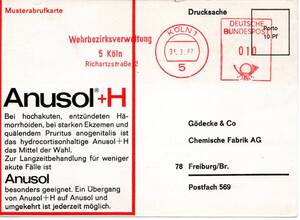 Musterabrufkarte
Drucksache
Wehrbezirksverwaltung
5 Köln
Richartzstraße 2
KÖLN 1
5
DEUTSCHE
BUNDESPOST
010
Porto
10 Pf
Anusol®+H
Bei hochakuten, entzündeten Hä-
morrhoiden, bei starken Ekzemen und
quälendem Pruritus anogenitalis ist
das hydrocortisonhaltige Anusol+H
das Mittel der Wahl.
Zur Langzeitbehandlung für weniger
akute Fälle ist
Anusol
besonders geeignet. Ein Übergang
von Anusol+H auf Anusol und
umgekehrt ist jederzeit möglich.
Gödecke & Co
Chemische Fabrik AG
78 Freiburg/Br.
Postfach 569